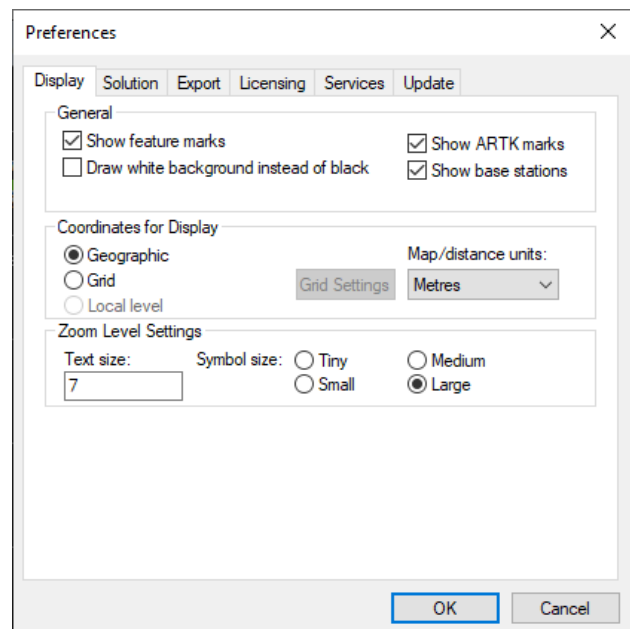 Preferences
Display Solution Export Licensing Services Update
General
Show feature marks
Show ARTK marks
Draw white background instead of black
Show base stations
Coordinates for Display
Geographic
Map/distance units:
Grid
Grid Settings
Metres
Local level
Zoom Level Settings
Text size: Symbol size: Tiny Medium
7 Small Large
OK Cancel